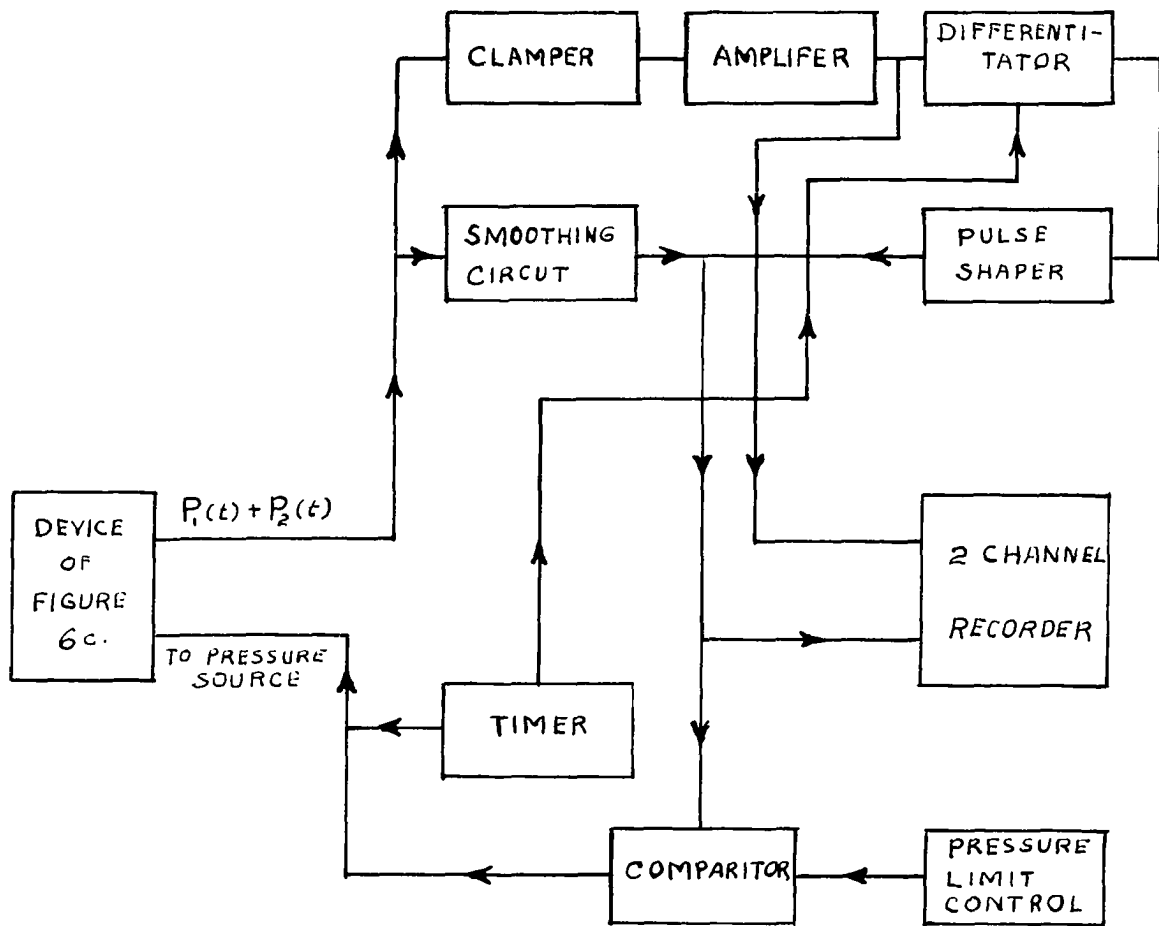 CLAMPER
AMPLIFER
DIFFERENTI-
TATOR
SMOOTHING
CIRCUT
PULSE
SHAPER
P₁(t) + P₂(t)
DEVICE
OF
FIGURE
6c.
TO PRESSURE
SOURCE
2 CHANNEL
RECORDER
TIMER
COMPARITOR
PRESSURE
LIMIT
CONTROL